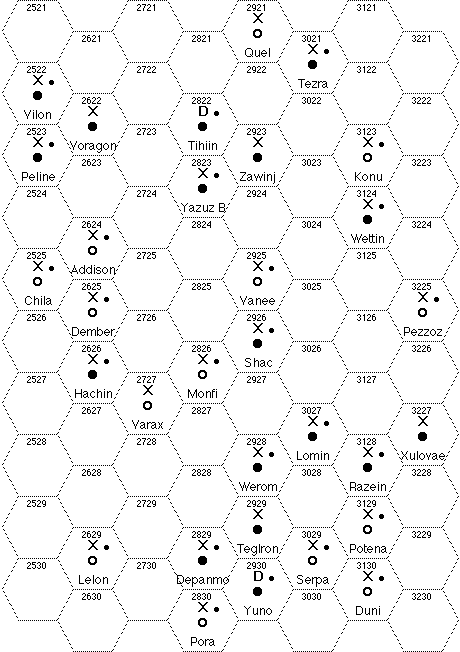 2521 2721 2921 3121
X
2621 2821 3021 3221
Quel X
2522 2722 2922 3122
X Tezra
2622 2822 3022 3222
Vilon X D
2523 2723 2923 3123
X Yoragon Tihiin X X
2623 2823 3023 3223
Peline X Zawinj Konu
2524 2724 2924 3124
Yazuz B X
2624 2824 3024 3224
X Wettin
2525 2725 2925 3125
X Addison X
2625 2825 3025 3225
Chila X Yanee X
2526 2726 2926 3126
Dember X Pezzoz
2626 2826 3026 3226
X X Shac
2527 2727 2927 3127
Hachin X Monfi
2627 2827 3027 3227
Varax X X
2528 2728 2928 3128
X Lomin X Xulovae
2628 2828 3028 3228
Werom Razein
2529 2729 2929 3129
X X
2629 2829 3029 3229
X X TegIron X Potena
2530 2730 2930 3130
Lelon Depanmo D Serpa X
2630 2830 3030 3230
X Yuno Duni
Pora